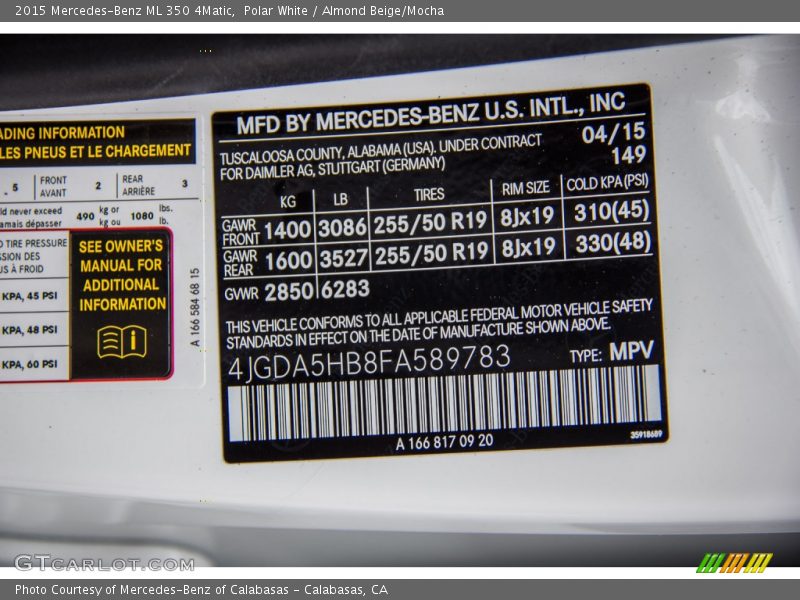 2015 Mercedes-Benz ML 350 4Matic, Polar White / Almond Beige/Mocha
ADING INFORMATION
LES PNEUS ET LE CHARGEMENT
5 FRONT AVANT 2 REAR ARRIÈRE 3
ld never exceed
amais dépasser 490 kg or kg ou 1080 lbs. lb.
D TIRE PRESSURE
SSION DES
US À FROID
KPA, 45 PSI
KPA, 48 PSI
KPA, 60 PSI
SEE OWNER'S
MANUAL FOR
ADDITIONAL
INFORMATION
A 166 584 68 15
MFD BY MERCEDES-BENZ U.S. INTL., INC
TUSCALOOSA COUNTY, ALABAMA (USA). UNDER CONTRACT
FOR DAIMLER AG, STUTTGART (GERMANY)
04/15
149
KG LB TIRES RIM SIZE COLD KPA(PSI)
GAWR FRONT 1400 3086 255/50 R19 8Jx19 310(45)
GAWR REAR 1600 3527 255/50 R19 8Jx19 330(48)
GWR 2850 6283
THIS VEHICLE CONFORMS TO ALL APPLICABLE FEDERAL MOTOR VEHICLE SAFETY
STANDARDS IN EFFECT ON THE DATE OF MANUFACTURE SHOWN ABOVE.
4JGDA5HB8FA589783 TYPE: MPV
A 166 817 09 20
35918689
GTCARLOT.COM
Photo Courtesy of Mercedes-Benz of Calabasas - Calabasas, CA